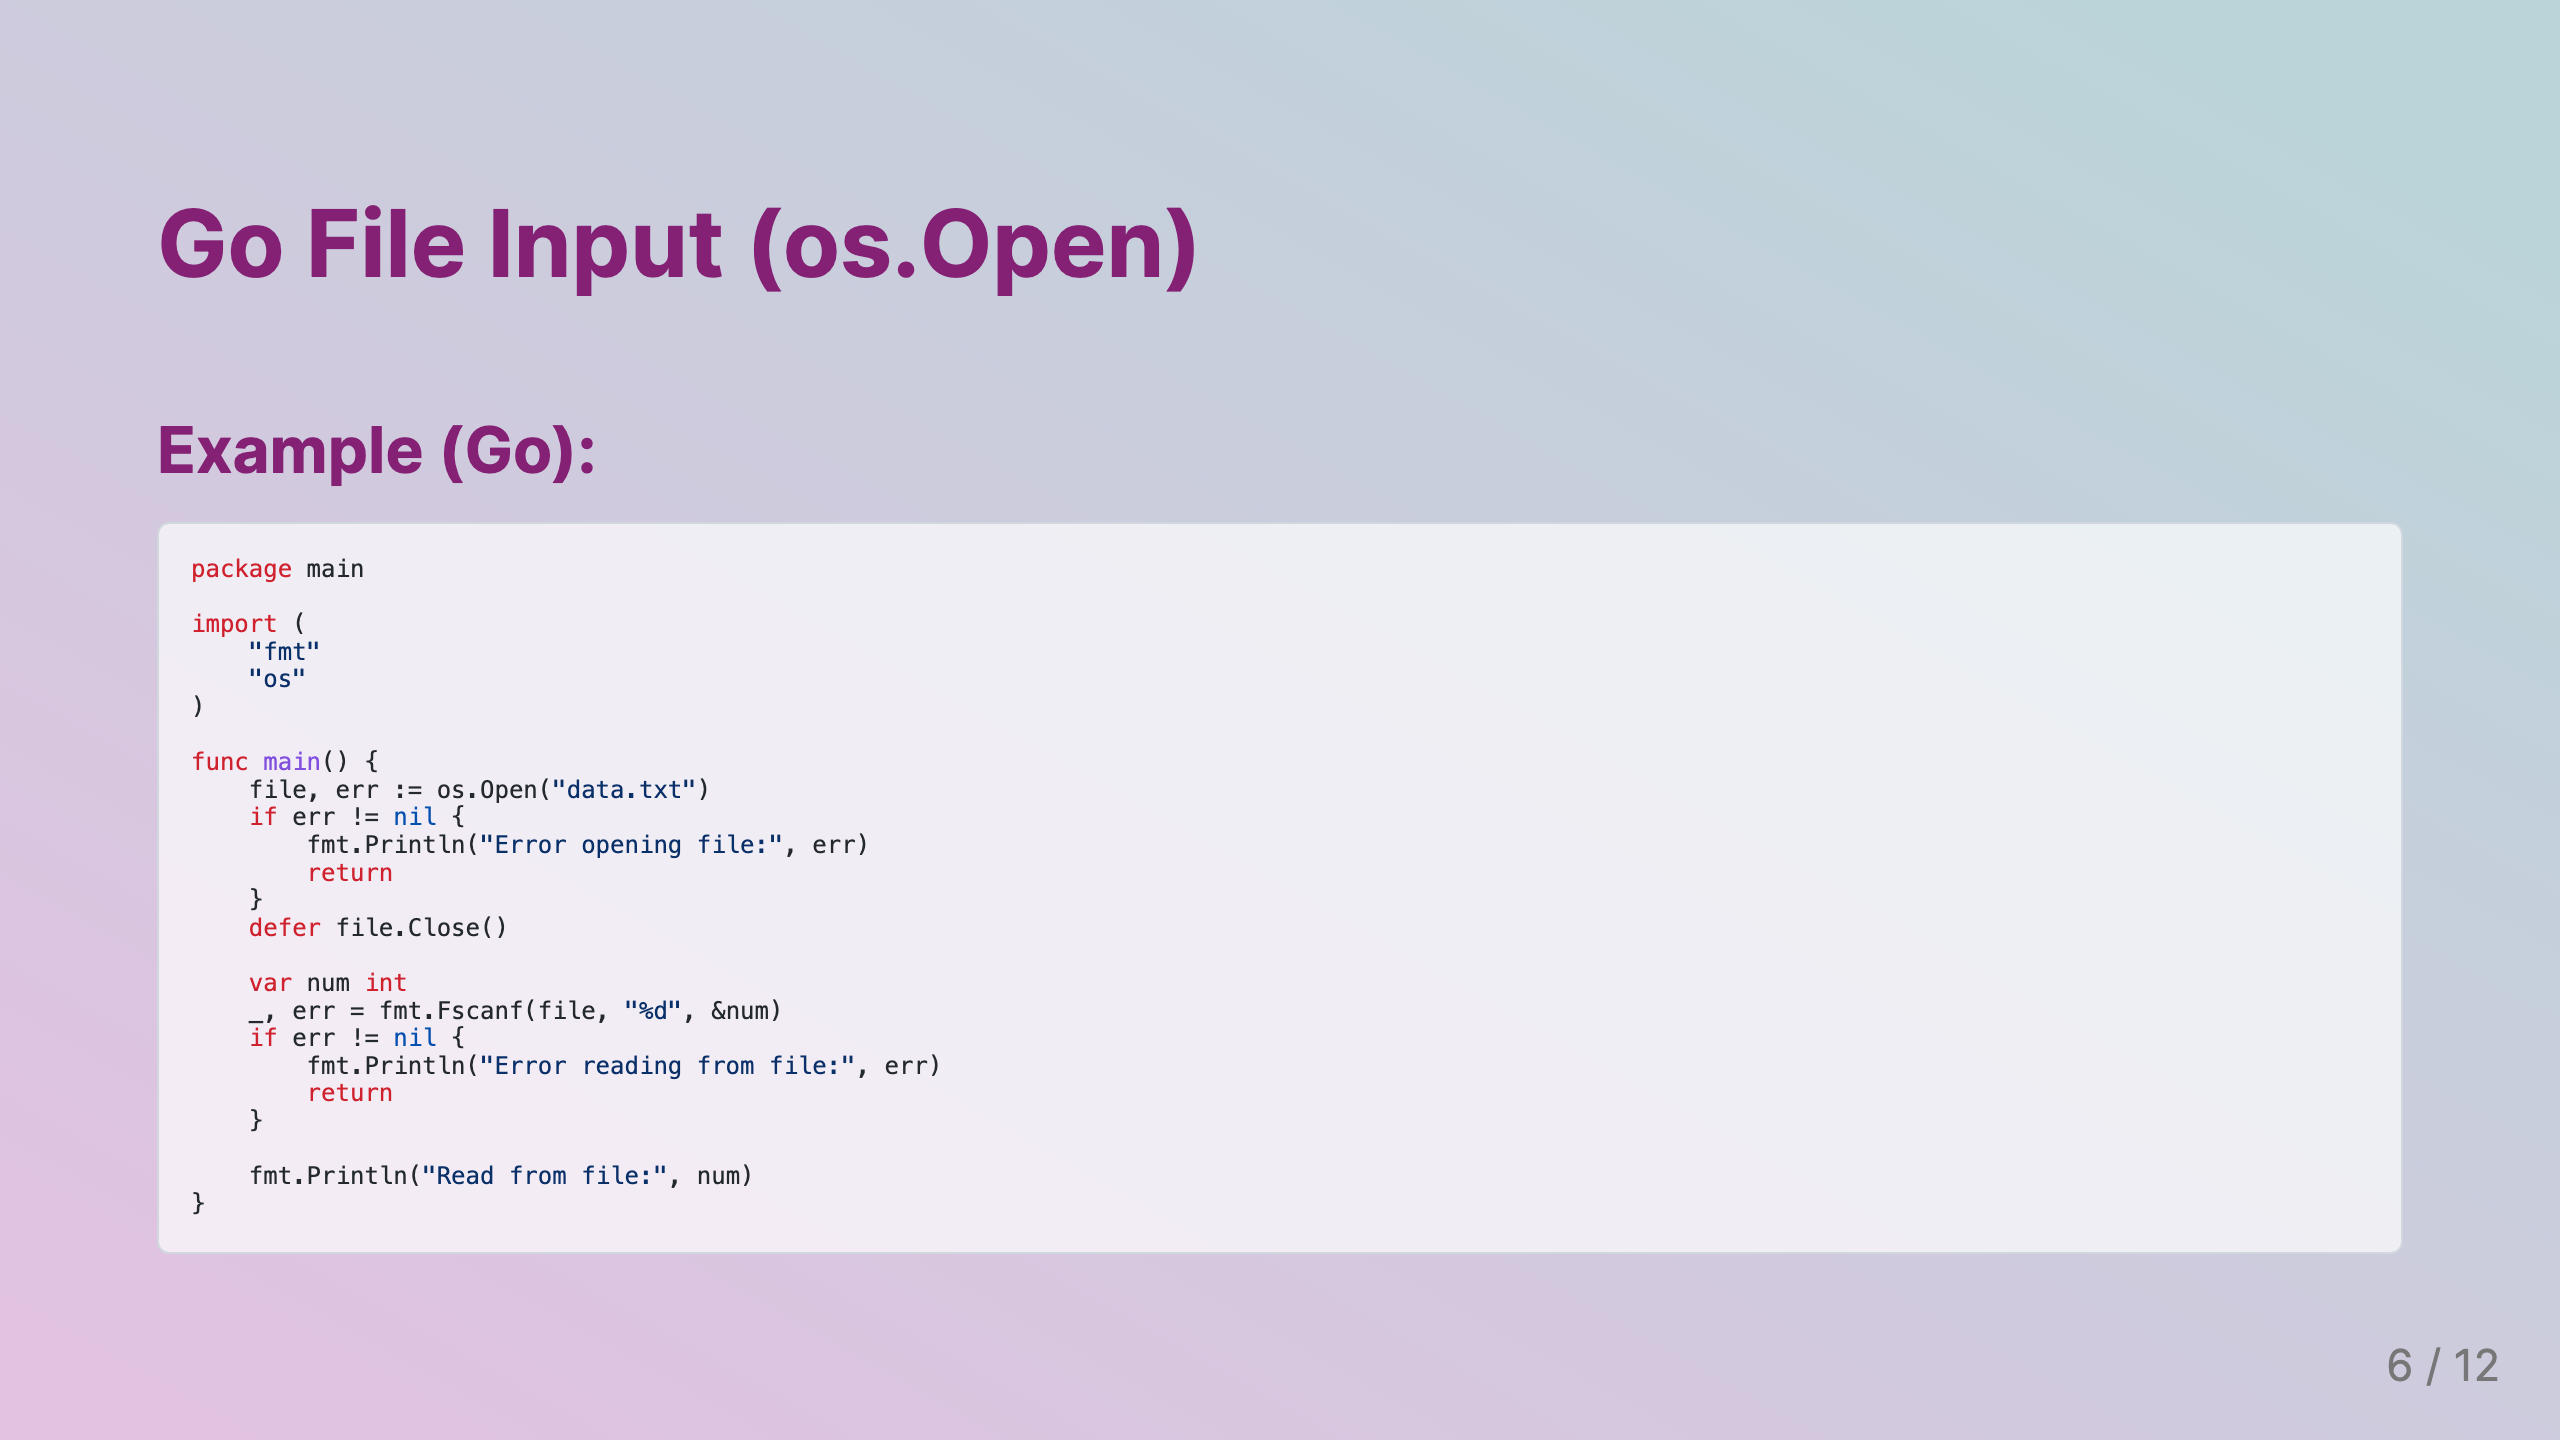 Go File Input (os.Open)
Example (Go):
package main
import (
    "fmt"
    "os"
)
func main() {
    file, err := os.Open("data.txt")
    if err != nil {
        fmt.Println("Error opening file:", err)
        return
    }
    defer file.Close()
    var num int
    _, err = fmt.Fscanf(file, "%d", &num)
    if err != nil {
        fmt.Println("Error reading from file:", err)
        return
    }
    fmt.Println("Read from file:", num)
}
6 / 12